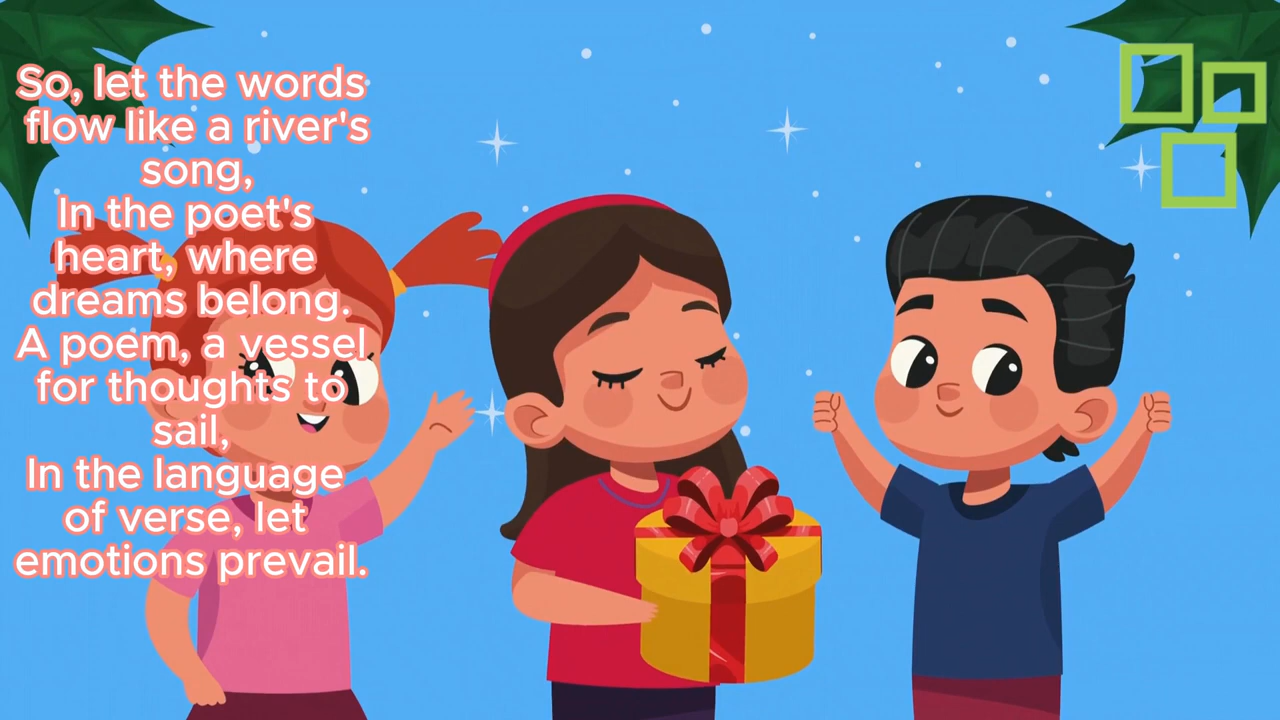 So, let the words
flow like a river's
song,
In the poet's
heart, where
dreams belong.
A poem, a vessel
for thoughts to
sail,
In the language
of verse, let
emotions prevail.